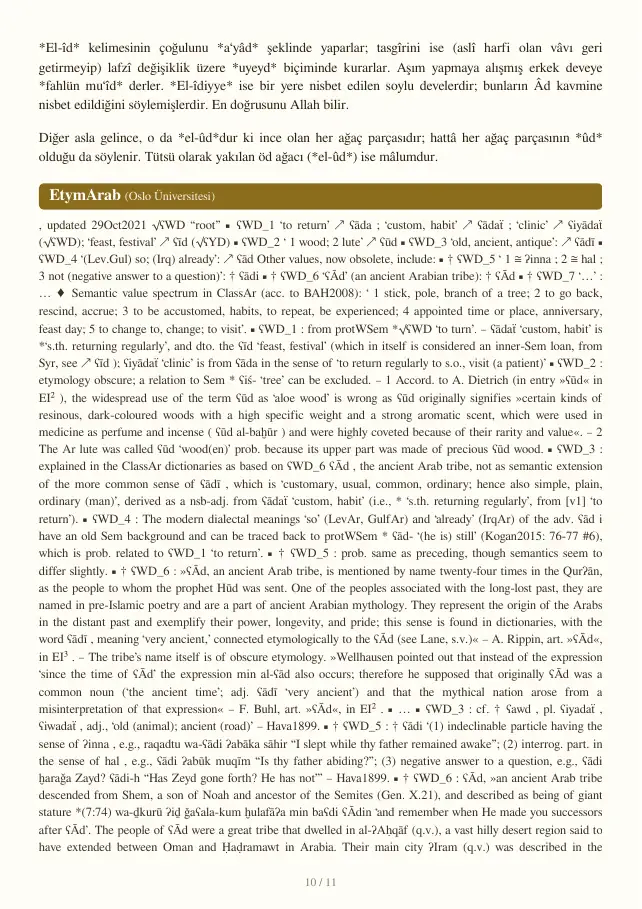 *El-îd* kelimesinin çoğulunu *a‘yâd* şeklinde yaparlar; tasgîrini ise (aslî harfi olan vâvı geri
getirmeyip) lafzî değişiklik üzere *uyeyd* biçiminde kurarlar. Aşım yapmaya alışmış erkek deveye
*fahlün mu‘îd* derler. *El-îdiyye* ise bir yere nisbet edilen soylu develerdir; bunların Âd kavmine
nisbet edildiğini söylemişlerdir. En doğrusunu Allah bilir.
Diğer asla gelince, o da *el-ûd*dur ki ince olan her ağaç parçasıdır; hattâ her ağaç parçasının *ûd*
olduğu da söylenir. Tütsü olarak yakılan öd ağacı (*el-ûd*) ise mâlumdur.
EtymArab (Oslo Üniversitesi)
, updated 29Oct2021 √ʕWD “root” ▪ ʕWD_1 ‘to return’ ↗ ʕāda ; ‘custom, habit’ ↗ ʕādaẗ ; ‘clinic’ ↗ ʕiyādaẗ
(√ʕWD); ‘feast, festival’ ↗ ʕīd (√ʕYD) ▪ ʕWD_2 ‘ 1 wood; 2 lute’ ↗ ʕūd ▪ ʕWD_3 ‘old, ancient, antique’: ↗ ʕādī ▪
ʕWD_4 ‘(Lev.Gul) so; (Irq) already’: ↗ ʕād Other values, now obsolete, include: ▪ † ʕWD_5 ‘ 1 ≅ ʔinna ; 2 ≅ hal ;
3 not (negative answer to a question)’: † ʕādi ▪ † ʕWD_6 ‘ʕĀd’ (an ancient Arabian tribe): † ʕĀd ▪ † ʕWD_7 ‘…’ :
… ♦ Semantic value spectrum in ClassAr (acc. to BAH2008): ‘ 1 stick, pole, branch of a tree; 2 to go back,
rescind, accrue; 3 to be accustomed, habits, to repeat, be experienced; 4 appointed time or place, anniversary,
feast day; 5 to change to, change; to visit’. ▪ ʕWD_1 : from protWSem *√ʕWD ‘to turn’. – ʕādaẗ ‘custom, habit’ is
*‘s.th. returning regularly’, and dto. the ʕīd ‘feast, festival’ (which in itself is considered an inner-Sem loan, from
Syr, see ↗ ʕīd ); ʕiyādaẗ ‘clinic’ is from ʕāda in the sense of ‘to return regularly to s.o., visit (a patient)’ ▪ ʕWD_2 :
etymology obscure; a relation to Sem * ʕiś- ‘tree’ can be excluded. – 1 Accord. to A. Dietrich (in entry »ʕūd« in
EI² ), the widespread use of the term ʕūd as ‘aloe wood’ is wrong as ʕūd originally signifies »certain kinds of
resinous, dark-coloured woods with a high specific weight and a strong aromatic scent, which were used in
medicine as perfume and incense ( ʕūd al-baḫūr ) and were highly coveted because of their rarity and value«. – 2
The Ar lute was called ʕūd ‘wood(en)’ prob. because its upper part was made of precious ʕūd wood. ▪ ʕWD_3 :
explained in the ClassAr dictionaries as based on ʕWD_6 ʕĀd , the ancient Arab tribe, not as semantic extension
of the more common sense of ʕādī , which is ‘customary, usual, common, ordinary; hence also simple, plain,
ordinary (man)’, derived as a nsb-adj. from ʕādaẗ ‘custom, habit’ (i.e., * ‘s.th. returning regularly’, from [v1] ‘to
return’). ▪ ʕWD_4 : The modern dialectal meanings ‘so’ (LevAr, GulfAr) and ‘already’ (IrqAr) of the adv. ʕād i
have an old Sem background and can be traced back to protWSem * ʕād- ‘(he is) still’ (Kogan2015: 76-77 #6),
which is prob. related to ʕWD_1 ‘to return’. ▪ † ʕWD_5 : prob. same as preceding, though semantics seem to
differ slightly. ▪ † ʕWD_6 : »ʕĀd, an ancient Arab tribe, is mentioned by name twenty-four times in the Qurʔān,
as the people to whom the prophet Hūd was sent. One of the peoples associated with the long-lost past, they are
named in pre-Islamic poetry and are a part of ancient Arabian mythology. They represent the origin of the Arabs
in the distant past and exemplify their power, longevity, and pride; this sense is found in dictionaries, with the
word ʕādī , meaning ‘very ancient,’ connected etymologically to the ʕĀd (see Lane, s.v.)« – A. Rippin, art. »ʕĀd«,
in EI³ . – The tribe’s name itself is of obscure etymology. »Wellhausen pointed out that instead of the expression
‘since the time of ʕĀd’ the expression min al-ʕād also occurs; therefore he supposed that originally ʕĀd was a
common noun (‘the ancient time’; adj. ʕādī ‘very ancient’) and that the mythical nation arose from a
misinterpretation of that expression« – F. Buhl, art. »ʕĀd«, in EI² . ▪ … ▪ ʕWD_3 : cf. † ʕawd , pl. ʕiyadaẗ ,
ʕiwadaẗ , adj., ‘old (animal); ancient (road)’ – Hava1899. ▪ † ʕWD_5 : † ʕādi ‘(1) indeclinable particle having the
sense of ʔinna , e.g., raqadtu wa-ʕādi ʔabāka sāhir “I slept while thy father remained awake”; (2) interrog. part. in
the sense of hal , e.g., ʕādi ʔabūk muqīm “Is thy father abiding?”; (3) negative answer to a question, e.g., ʕādi
ḫaraǧa Zayd? ʕādi-h “Has Zeyd gone forth? He has not”’ – Hava1899. ▪ † ʕWD_6 : ʕĀd, »an ancient Arab tribe
descended from Shem, a son of Noah and ancestor of the Semites (Gen. X.21), and described as being of giant
stature *(7:74) wa-ḏkurū ʔiḏ ǧaʕala-kum ḫulafāʔa min baʕdi ʕĀdin ‘and remember when He made you successors
after ʕĀd’. The people of ʕĀd were a great tribe that dwelled in al-ʔAḥqāf (q.v.), a vast hilly desert region said to
have extended between Oman and Ḥaḍramawt in Arabia. Their main city ʔIram (q.v.) was described in the
10 / 11